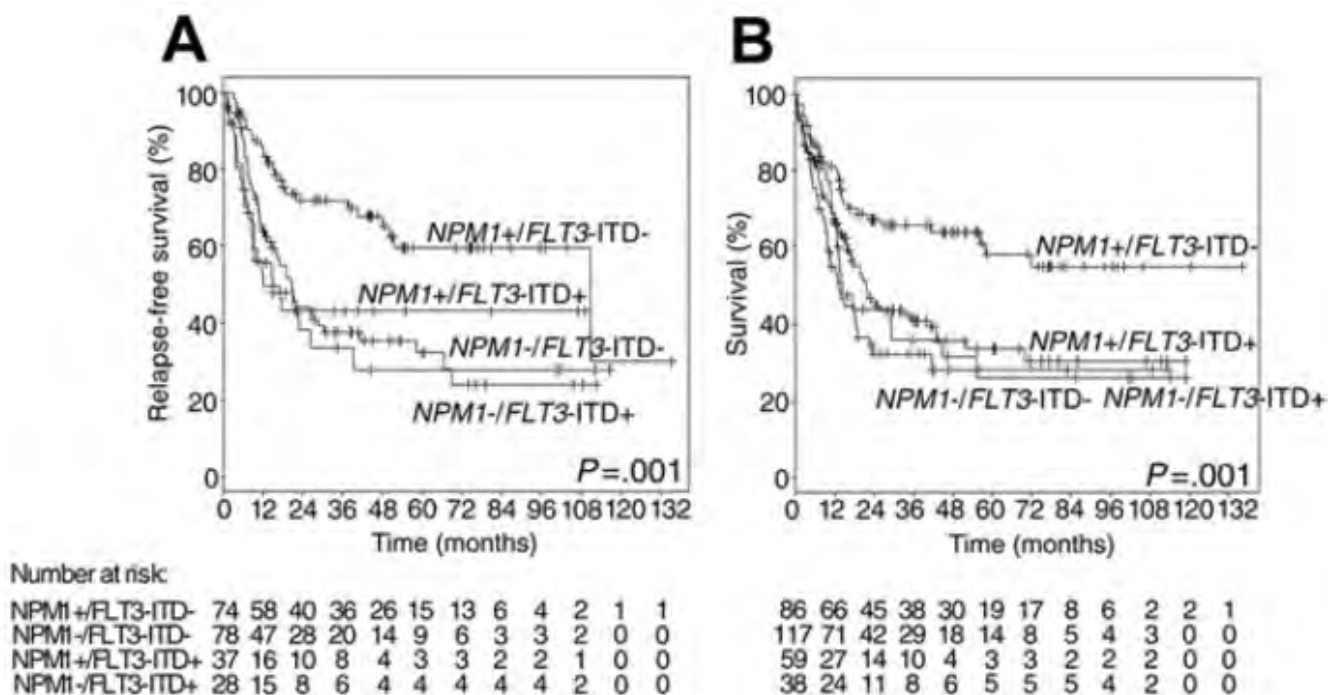 A
B
Relapse-free survival (%)
100
80
60
40
20
0
NPM1+/FLT3-ITD-
NPM1+/FLT3-ITD+
NPM1-/FLT3-ITD-
NPM1-/FLT3-ITD+
P=.001
0 12 24 36 48 60 72 84 96 108 120 132
Time (months)
Survival (%)
100
80
60
40
20
0
NPM1+/FLT3-ITD-
NPM1+/FLT3-ITD+
NPM1-/FLT3-ITD- NPM1-/FLT3-ITD+
P=.001
0 12 24 36 48 60 72 84 96 108 120 132
Time (months)
Number at risk:
NPM1+/FLT3-ITD- 74 58 40 36 26 15 13 6 4 2 1 1 86 66 45 38 30 19 17 8 6 2 2 1
NPM1-/FLT3-ITD- 78 47 28 20 14 9 6 3 3 2 0 0 117 71 42 29 18 14 8 5 4 3 0 0
NPM1+/FLT3-ITD+ 37 16 10 8 4 3 3 2 2 1 0 0 59 27 14 10 4 3 3 2 2 2 0 0
NPM1-/FLT3-ITD+ 28 15 8 6 4 4 4 4 4 2 0 0 38 24 11 8 6 5 5 5 4 2 0 0